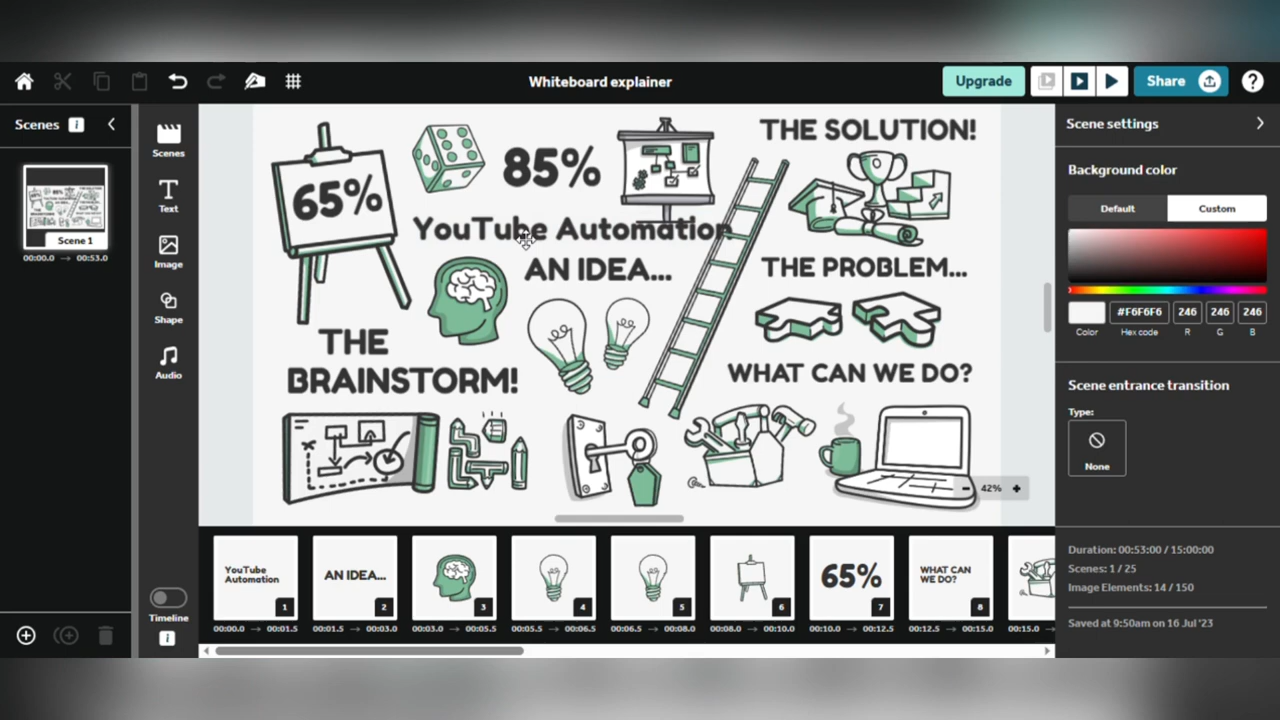 Whiteboard explainer
Upgrade
Share
?
Scenes i
Scene 1
00:00.0 → 00:53.0
Scenes
Text
Image
Shape
Audio
Timeline
i
65%
85%
YouTube Automation
AN IDEA...
THE
BRAINSTORM!
THE SOLUTION!
THE PROBLEM...
WHAT CAN WE DO?
- 42% +
Scene settings
Background color
Default Custom
#F6F6F6 246 246 246
Color Hex code R G B
Scene entrance transition
Type:
None
Duration: 00:53:00 / 15:00:00
Scenes: 1 / 25
Image Elements: 14 / 150
Saved at 9:50am on 16 Jul '23
YouTube
Automation
1
AN IDEA...
2
3
4
5
6
65%
7
WHAT CAN
WE DO?
8
00:00.0 → 00:01.5
00:01.5 → 00:03.0
00:03.0 → 00:05.5
00:05.5 → 00:06.5
00:06.5 → 00:08.0
00:08.0 → 00:10.0
00:10.0 → 00:12.5
00:12.5 → 00:15.0
00:15.0 →